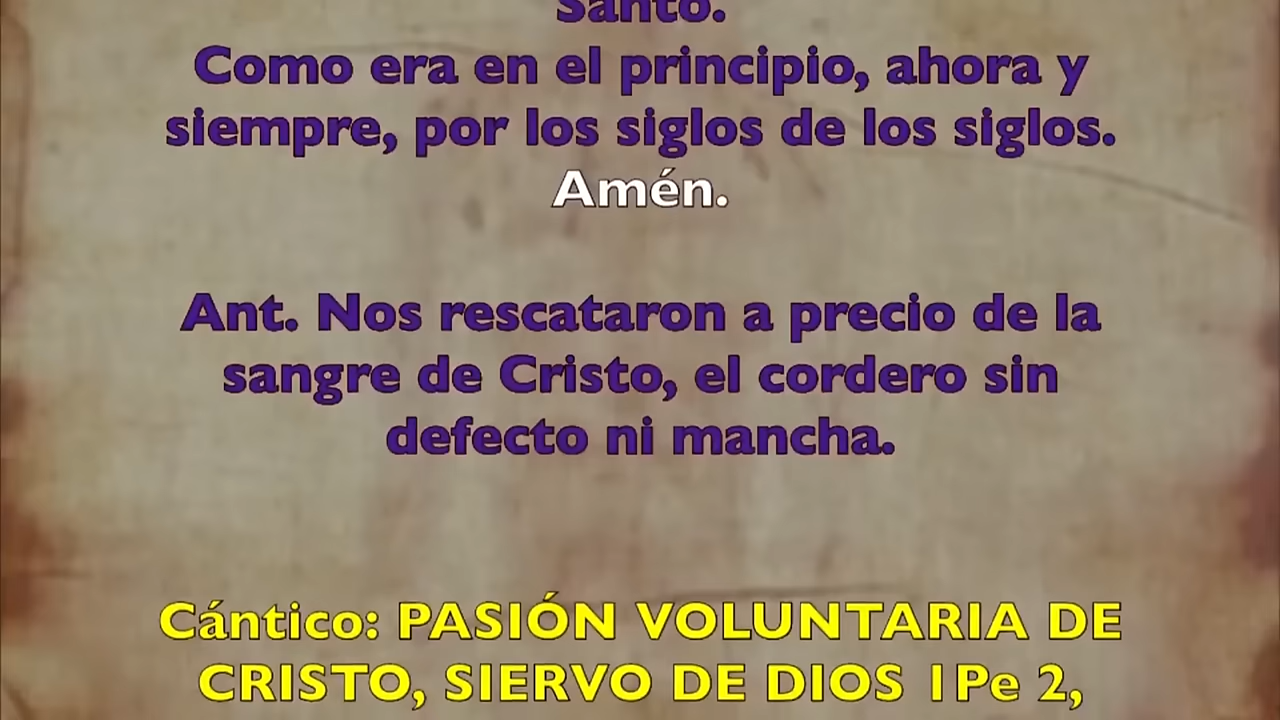 Santo.
Como era en el principio, ahora y
siempre, por los siglos de los siglos.
Amén.
Ant. Nos rescataron a precio de la
sangre de Cristo, el cordero sin
defecto ni mancha.
Cántico: PASIÓN VOLUNTARIA DE
CRISTO, SIERVO DE DIOS 1Pe 2,